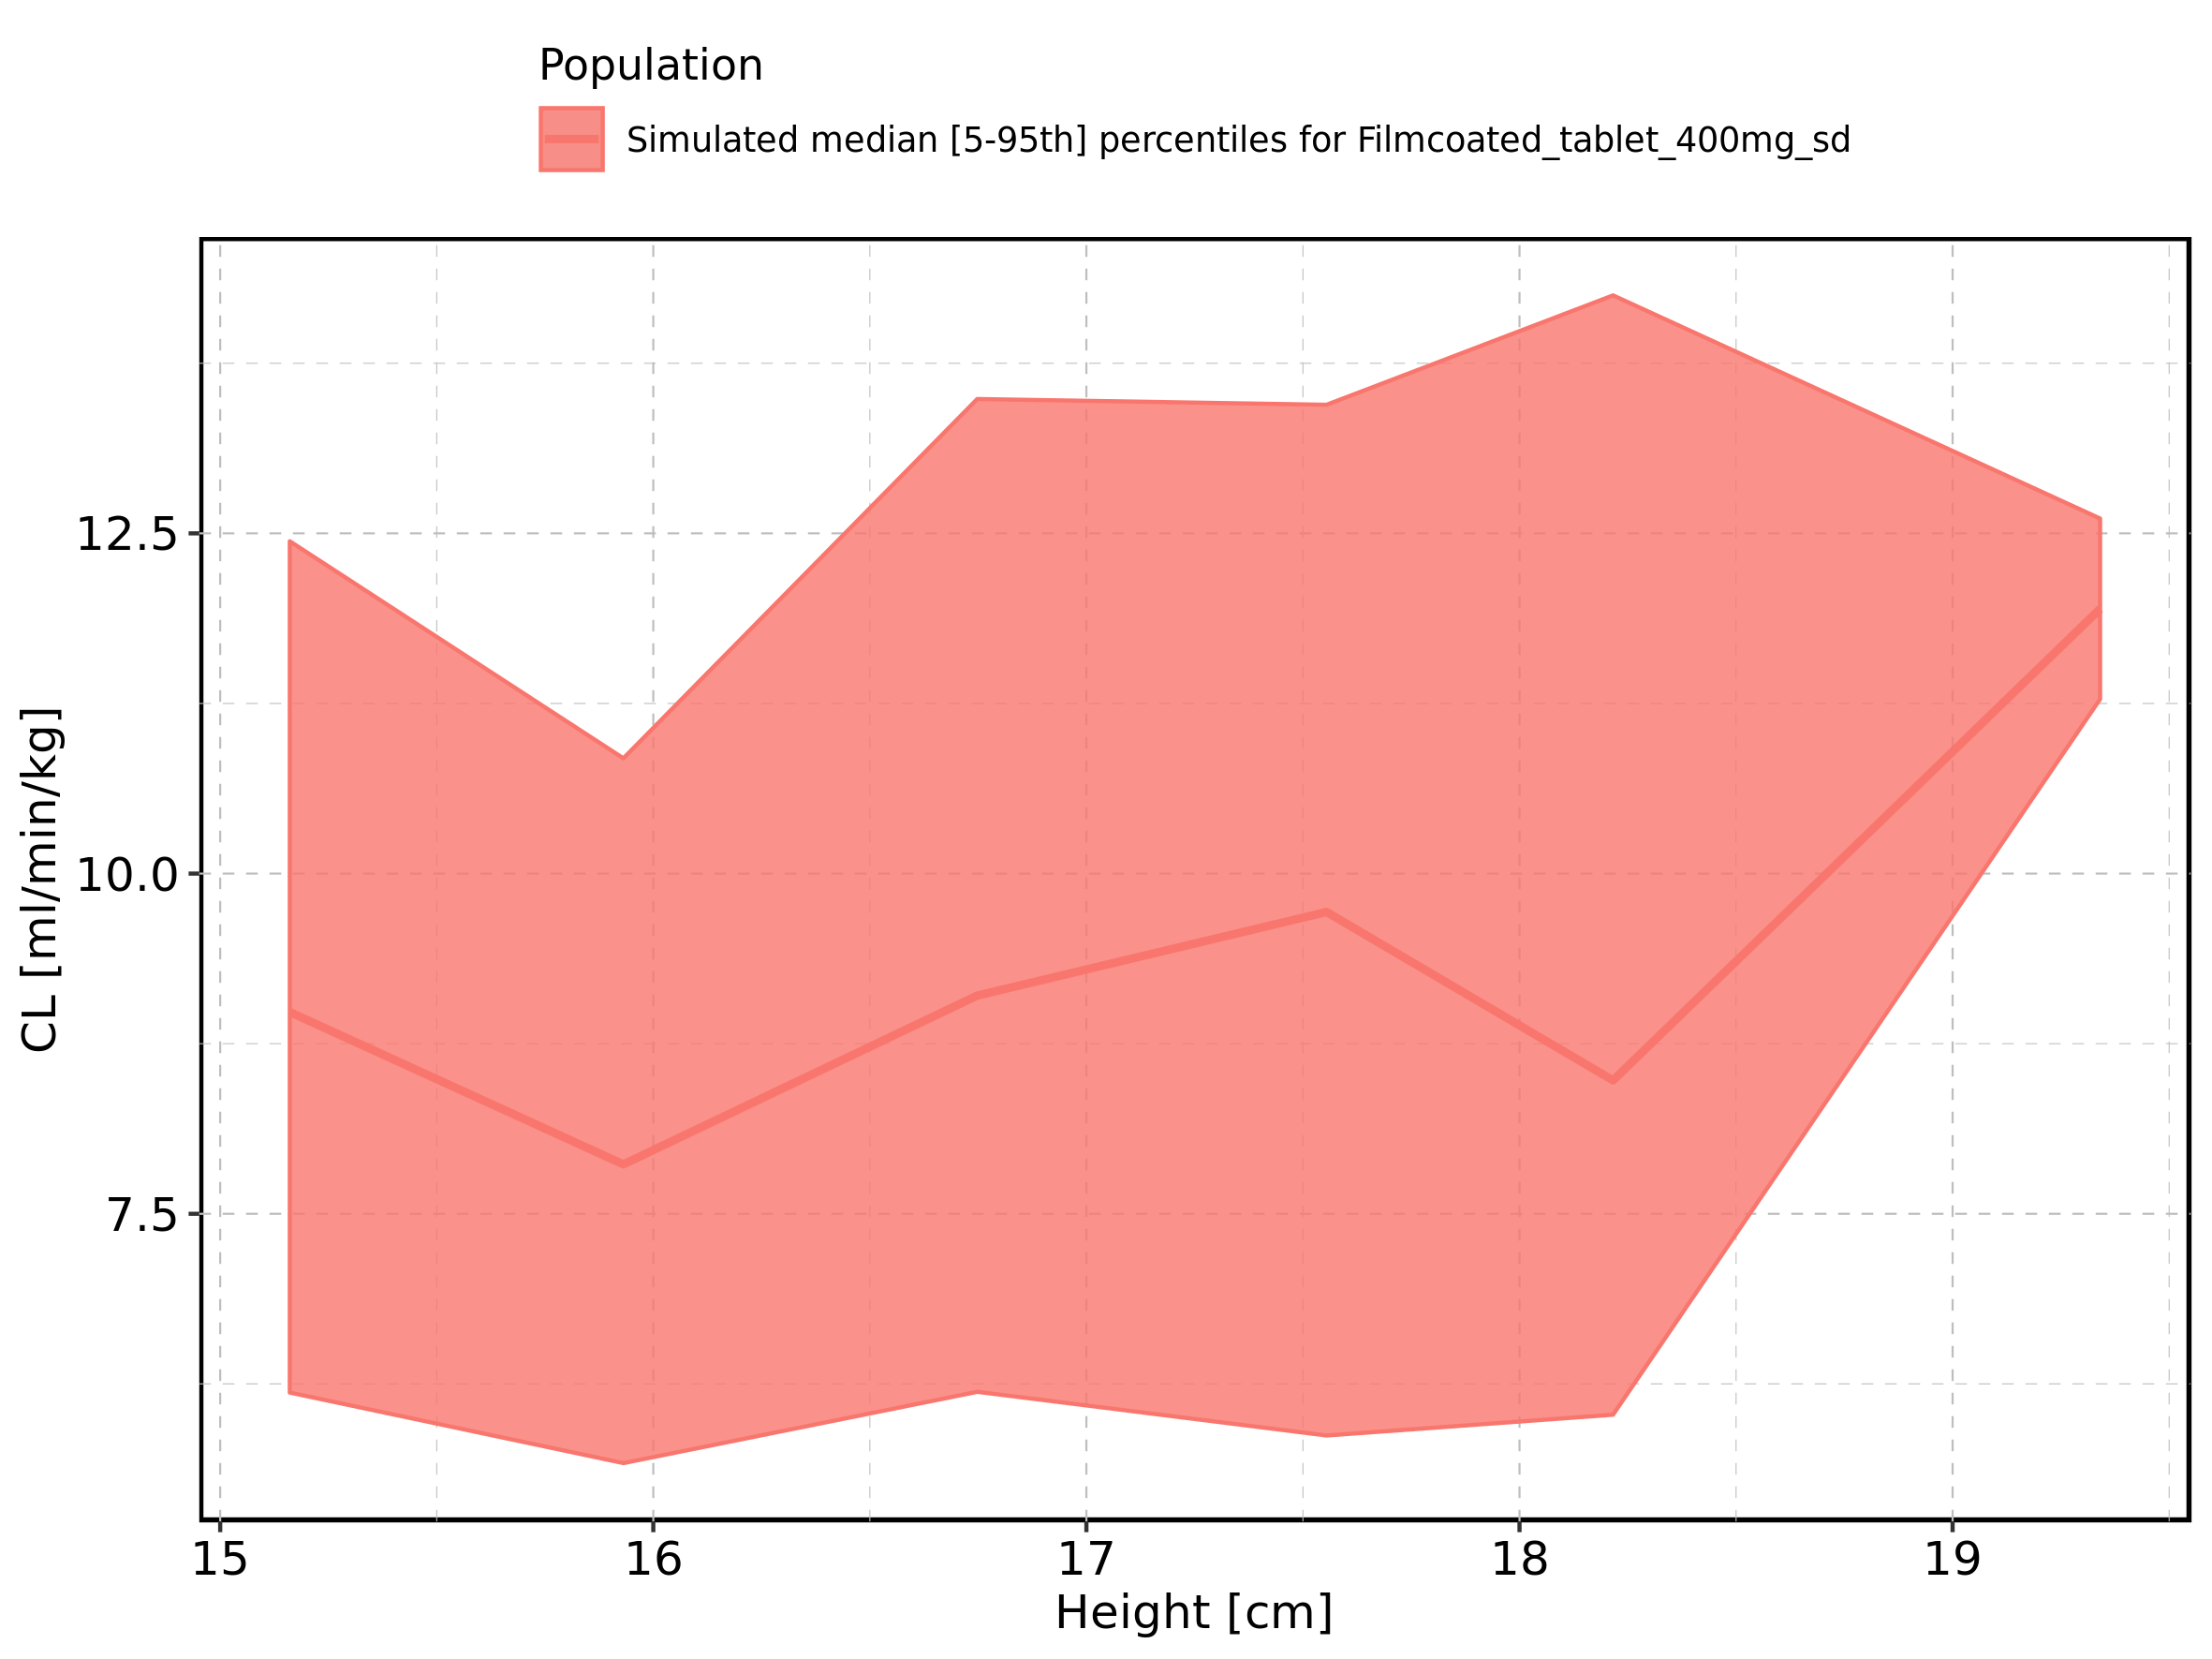 Population
Simulated median [5-95th] percentiles for Filmcoated_tablet_400mg_sd
CL [ml/min/kg]
12.5
10.0
7.5
15 16 17 18 19
Height [cm]